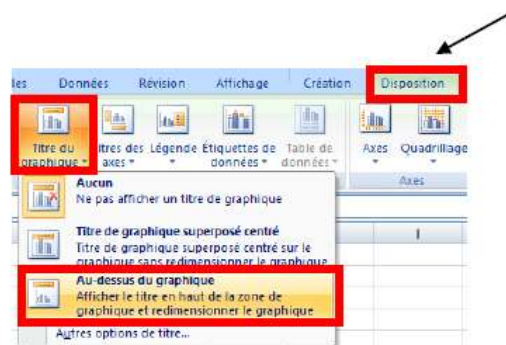 les Données Révision Affichage Création Disposition
Titre du graphique
itres des axes
Légende
Étiquettes de données
Table de données
Axes
Quadrillage
Axes
Aucun
Ne pas afficher un titre de graphique
Titre de graphique superposé centré
Titre de graphique superposé centré sur le
graphique sans redimensionner le graphique
Au-dessus du graphique
Afficher le titre en haut de la zone de
graphique et redimensionner le graphique
Autres options de titre...
I